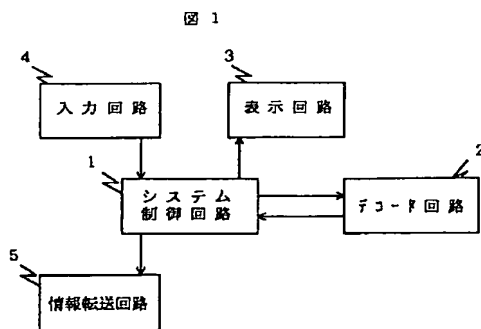 図 1
4
3
入力回路
表示回路
1
2
システム
制御回路
デコード回路
5
情報転送回路